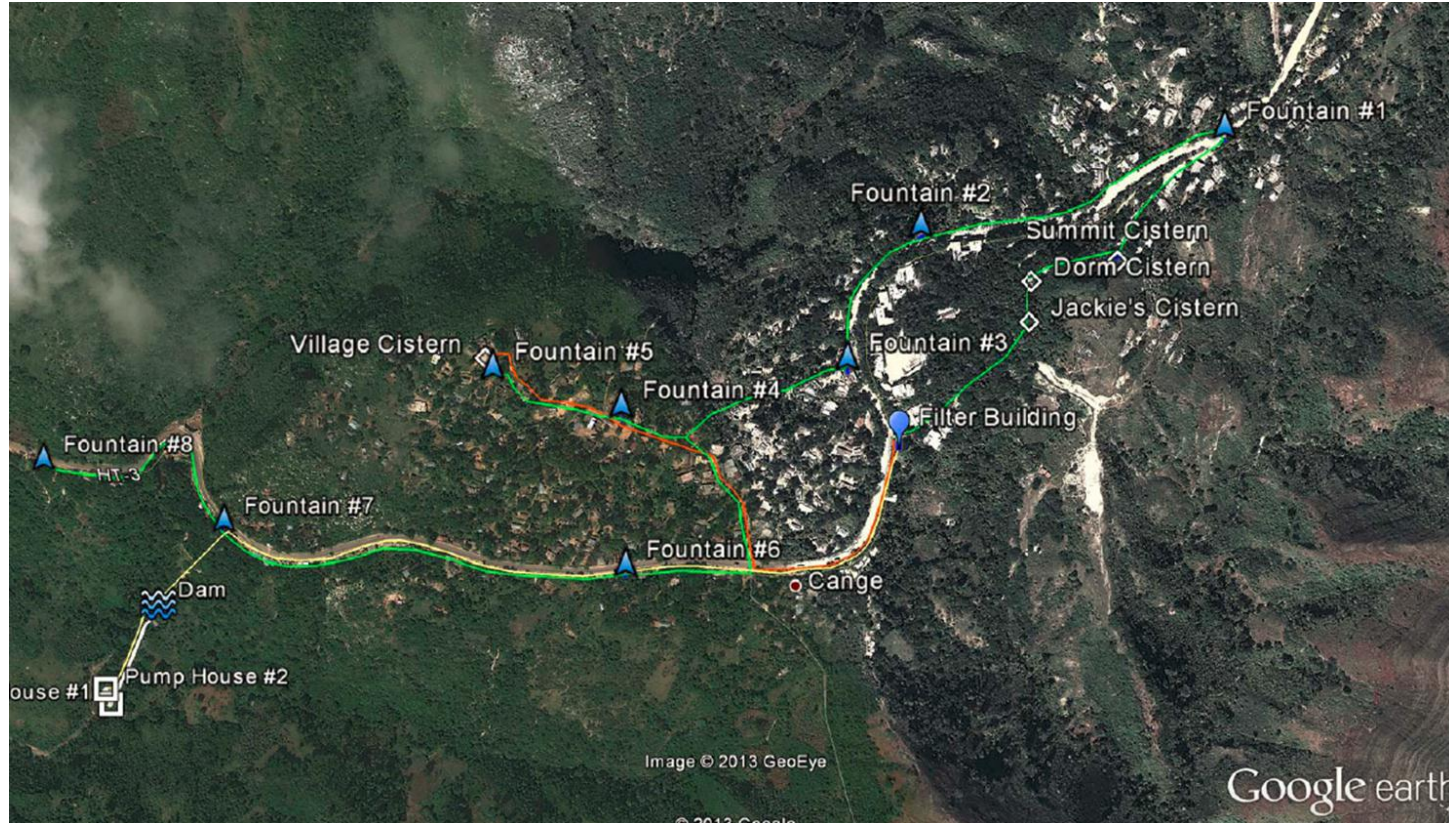 Fountain #1
Fountain #2
Summit Cistern
Dorm Cistern
Jackie's Cistern
Village Cistern
Fountain #5
Fountain #3
Fountain #4
Filter Building
Fountain #8
HT-3
Fountain #7
Fountain #6
Cange
Dam
Pump House #2
ouse #1
Image © 2013 GeoEye
Google earth
© 2013 Google